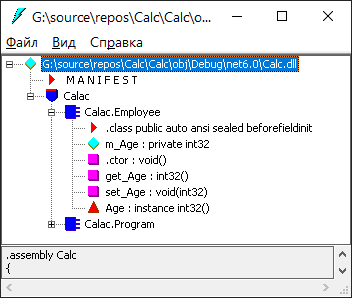 G:\source\repos\Calc\Calc\o...
Файл Вид Справка
G:\source\repos\Calc\Calc\obj\Debug\net6.0\Calc.dll
M A N I F E S T
Calac
Calac.Employee
.class public auto ansi sealed beforefieldinit
m_Age : private int32
.ctor : void()
get_Age : int32()
set_Age : void(int32)
Age : instance int32()
Calac.Program
.assembly Calc
{